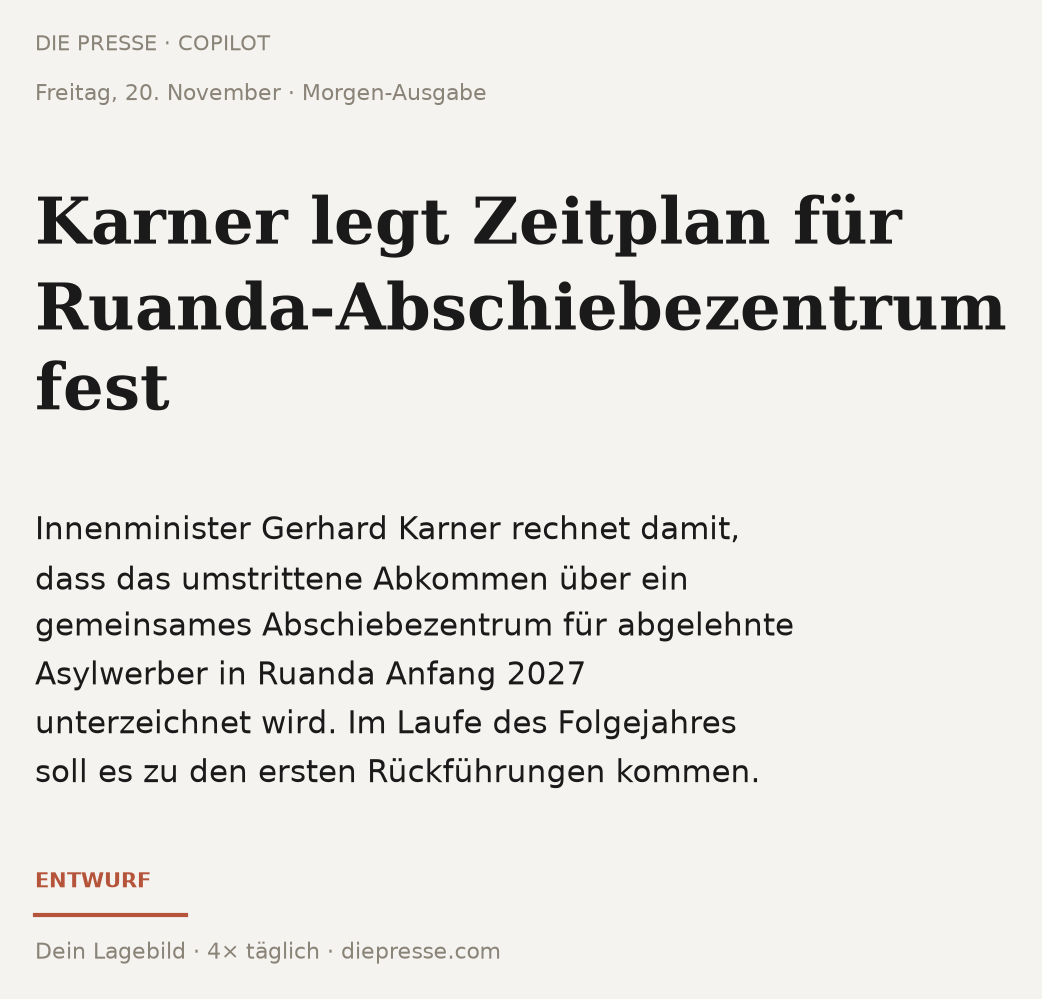 DIE PRESSE · COPILOT
Freitag, 20. November · Morgen-Ausgabe
Karner legt Zeitplan für
Ruanda-Abschiebezentrum
fest
Innenminister Gerhard Karner rechnet damit,
dass das umstrittene Abkommen über ein
gemeinsames Abschiebezentrum für abgelehnte
Asylwerber in Ruanda Anfang 2027
unterzeichnet wird. Im Laufe des Folgejahres
soll es zu den ersten Rückführungen kommen.
ENTWURF
Dein Lagebild · 4× täglich · diepresse.com